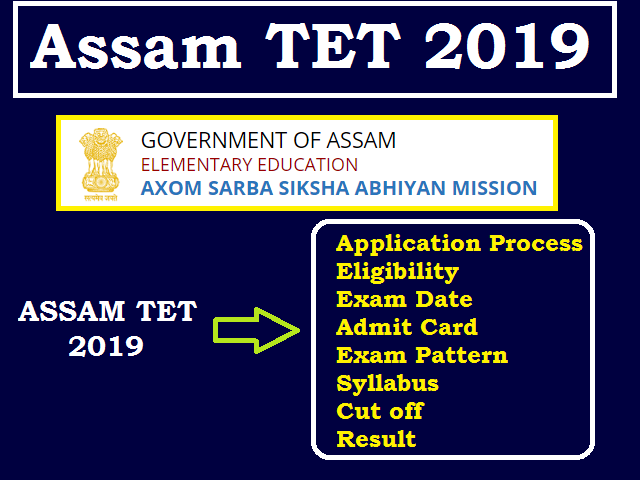 Assam TET 2019
GOVERNMENT OF ASSAM
ELEMENTARY EDUCATION
AXOM SARBA SIKSHA ABHIYAN MISSION
सत्यमेव जयते
ASSAM TET
2019
Application Process
Eligibility
Exam Date
Admit Card
Exam Pattern
Syllabus
Cut off
Result